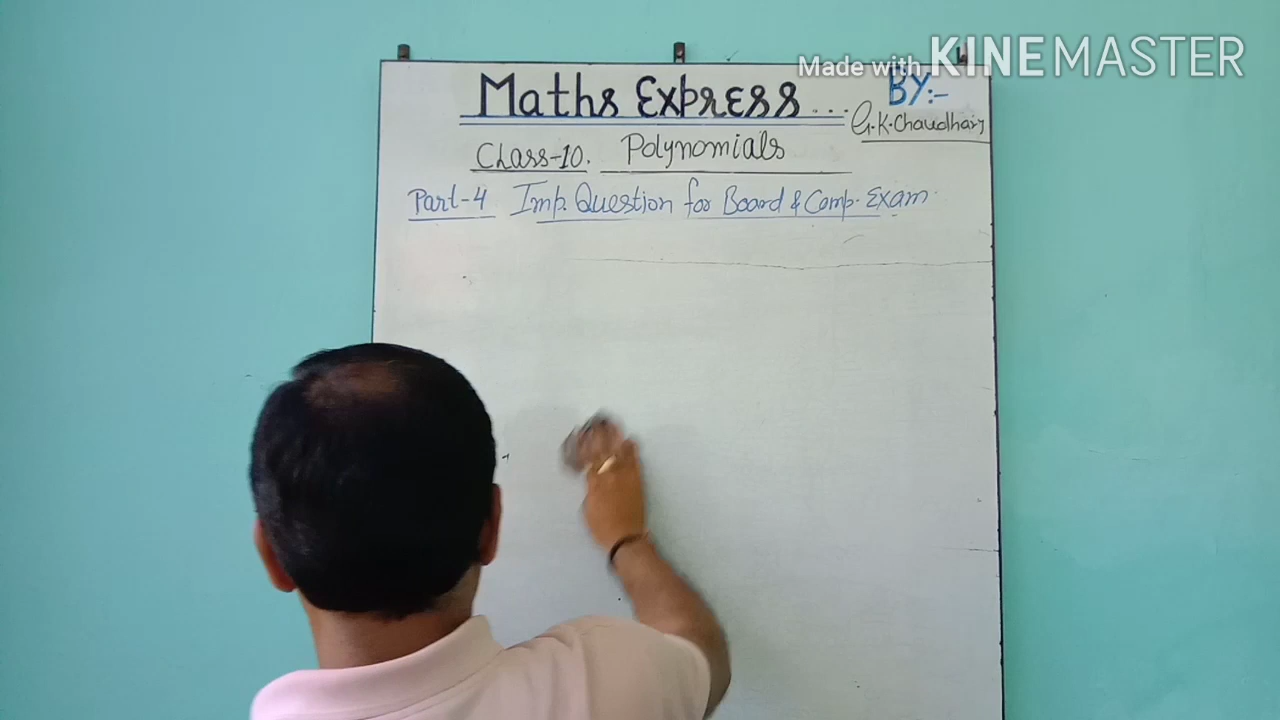 Made with KINEMASTER
Maths Express...
BY:-
G.K.Chaudhary
Class-10. Polynomials
Part-4 Imp. Question for Board & Comp. Exam.